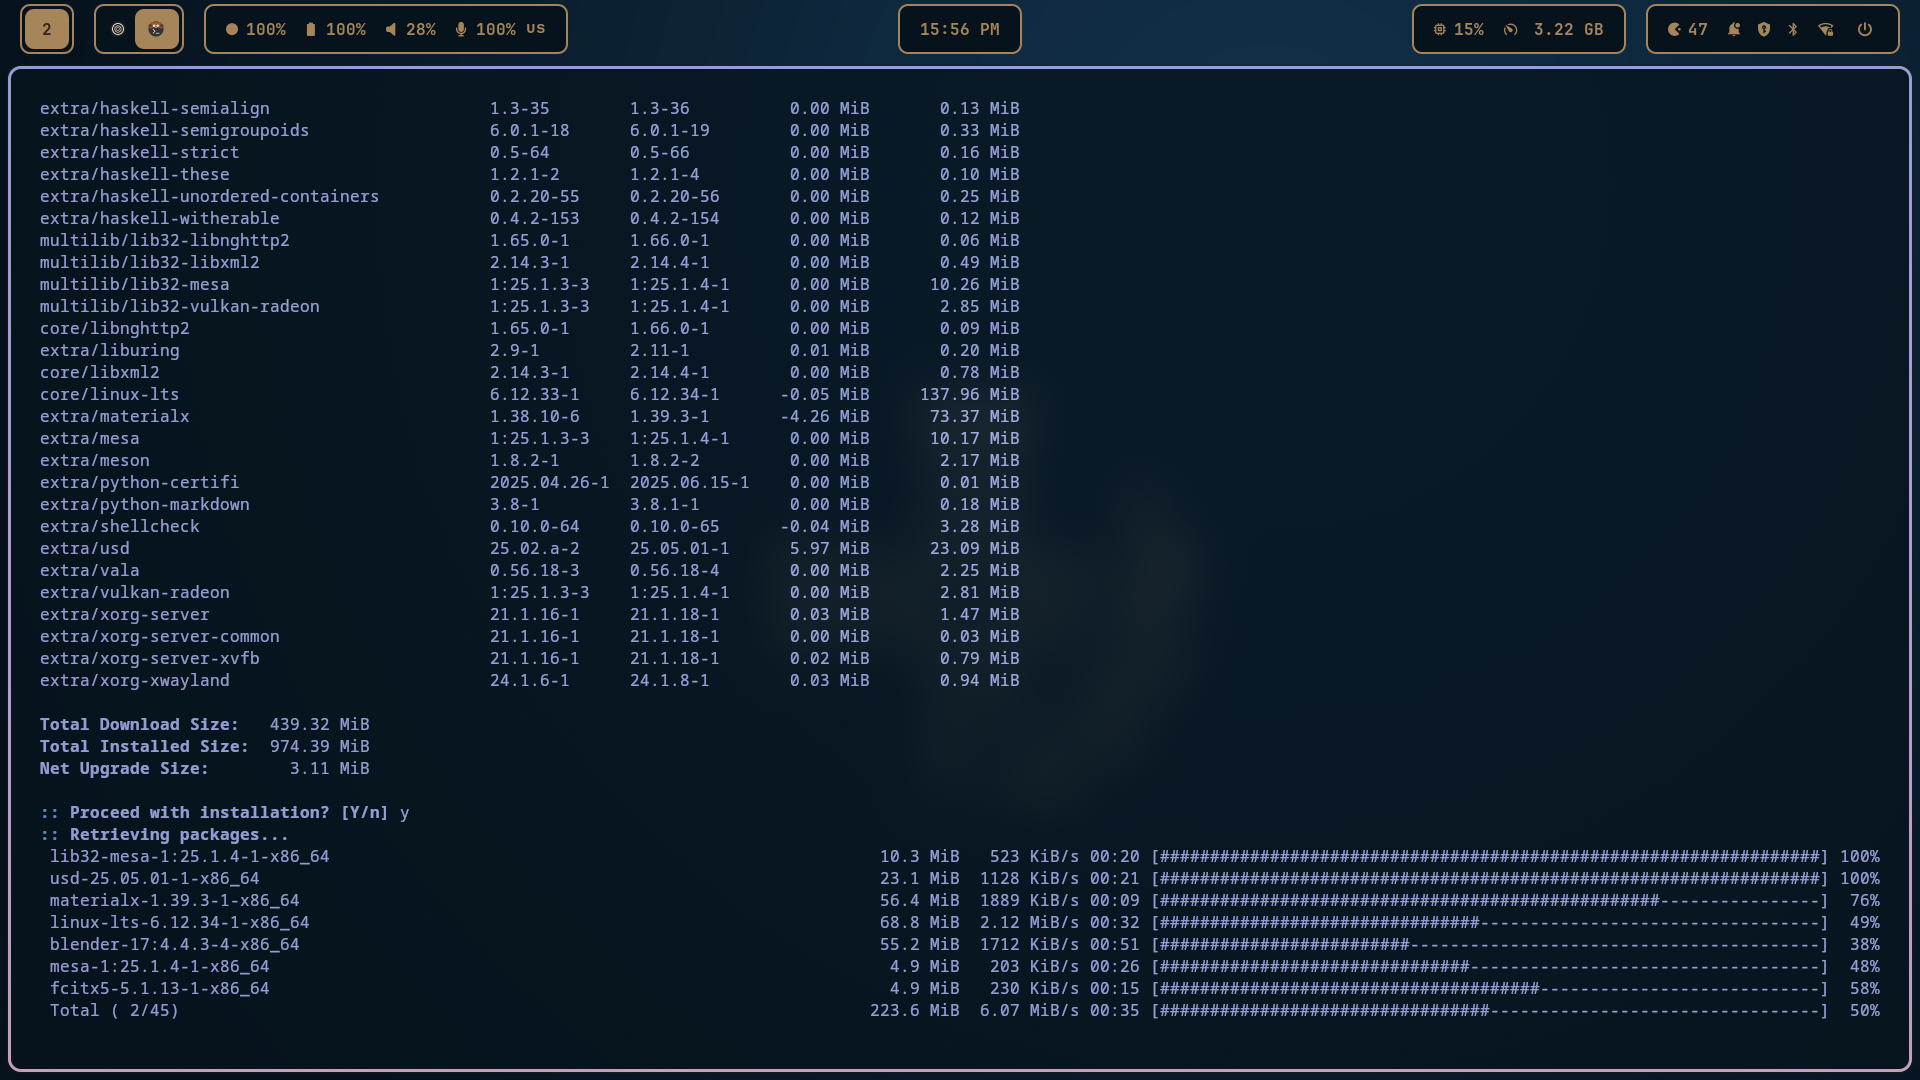 2 100% 100% 28% 100% US 15:56 PM 15% 3.22 GB 47
extra/haskell-semialign 1.3-35 1.3-36 0.00 MiB 0.13 MiB
extra/haskell-semigroupoids 6.0.1-18 6.0.1-19 0.00 MiB 0.33 MiB
extra/haskell-strict 0.5-64 0.5-66 0.00 MiB 0.16 MiB
extra/haskell-these 1.2.1-2 1.2.1-4 0.00 MiB 0.10 MiB
extra/haskell-unordered-containers 0.2.20-55 0.2.20-56 0.00 MiB 0.25 MiB
extra/haskell-witherable 0.4.2-153 0.4.2-154 0.00 MiB 0.12 MiB
multilib/lib32-libnghttp2 1.65.0-1 1.66.0-1 0.00 MiB 0.06 MiB
multilib/lib32-libxml2 2.14.3-1 2.14.4-1 0.00 MiB 0.49 MiB
multilib/lib32-mesa 1:25.1.3-3 1:25.1.4-1 0.00 MiB 10.26 MiB
multilib/lib32-vulkan-radeon 1:25.1.3-3 1:25.1.4-1 0.00 MiB 2.85 MiB
core/libnghttp2 1.65.0-1 1.66.0-1 0.00 MiB 0.09 MiB
extra/liburing 2.9-1 2.11-1 0.01 MiB 0.20 MiB
core/libxml2 2.14.3-1 2.14.4-1 0.00 MiB 0.78 MiB
core/linux-lts 6.12.33-1 6.12.34-1 -0.05 MiB 137.96 MiB
extra/materialx 1.38.10-6 1.39.3-1 -4.26 MiB 73.37 MiB
extra/mesa 1:25.1.3-3 1:25.1.4-1 0.00 MiB 10.17 MiB
extra/meson 1.8.2-1 1.8.2-2 0.00 MiB 2.17 MiB
extra/python-certifi 2025.04.26-1 2025.06.15-1 0.00 MiB 0.01 MiB
extra/python-markdown 3.8-1 3.8.1-1 0.00 MiB 0.18 MiB
extra/shellcheck 0.10.0-64 0.10.0-65 -0.04 MiB 3.28 MiB
extra/usd 25.02.a-2 25.05.01-1 5.97 MiB 23.09 MiB
extra/vala 0.56.18-3 0.56.18-4 0.00 MiB 2.25 MiB
extra/vulkan-radeon 1:25.1.3-3 1:25.1.4-1 0.00 MiB 2.81 MiB
extra/xorg-server 21.1.16-1 21.1.18-1 0.03 MiB 1.47 MiB
extra/xorg-server-common 21.1.16-1 21.1.18-1 0.00 MiB 0.03 MiB
extra/xorg-server-xvfb 21.1.16-1 21.1.18-1 0.02 MiB 0.79 MiB
extra/xorg-xwayland 24.1.6-1 24.1.8-1 0.03 MiB 0.94 MiB
Total Download Size: 439.32 MiB
Total Installed Size: 974.39 MiB
Net Upgrade Size: 3.11 MiB
:: Proceed with installation? [Y/n] y
:: Retrieving packages...
lib32-mesa-1:25.1.4-1-x86_64 10.3 MiB 523 KiB/s 00:20 [##################################################################] 100%
usd-25.05.01-1-x86_64 23.1 MiB 1128 KiB/s 00:21 [##################################################################] 100%
materialx-1.39.3-1-x86_64 56.4 MiB 1889 KiB/s 00:09 [##################################################----------------] 76%
linux-lts-6.12.34-1-x86_64 68.8 MiB 2.12 MiB/s 00:32 [################################----------------------------------] 49%
blender-17:4.4.3-4-x86_64 55.2 MiB 1712 KiB/s 00:51 [#########################-----------------------------------------] 38%
mesa-1:25.1.4-1-x86_64 4.9 MiB 203 KiB/s 00:26 [###############################-----------------------------------] 48%
fcitx5-5.1.13-1-x86_64 4.9 MiB 230 KiB/s 00:15 [######################################----------------------------] 58%
Total ( 2/45) 223.6 MiB 6.07 MiB/s 00:35 [#################################---------------------------------] 50%